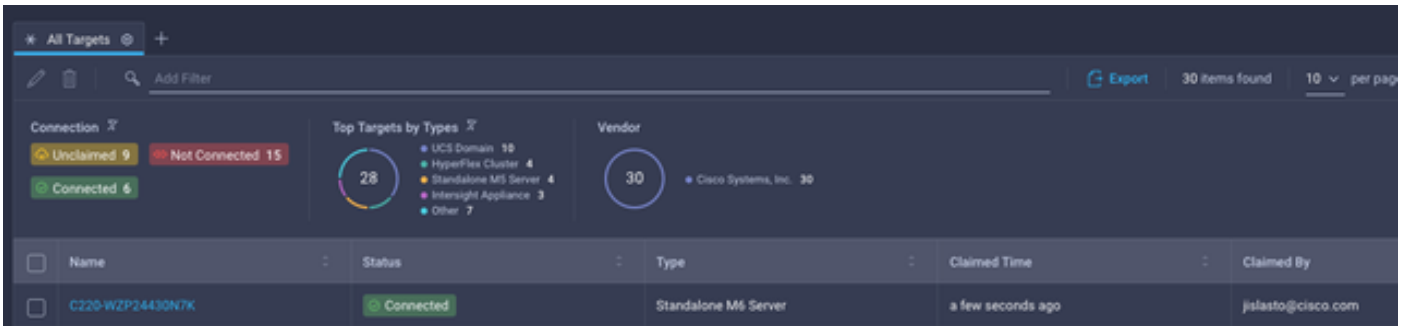 All Targets
Add Filter
Export 30 items found 10 per pag
Connection
Unclaimed 9 Not Connected 15
Connected 6
Top Targets by Types
28
UCS Domain 10
HyperFlex Cluster 4
Standalone M5 Server 4
Intersight Appliance 3
Other 7
Vendor
30
Cisco Systems, Inc. 30
Name Status Type Claimed Time Claimed By
C220-WZP24430N7K Connected Standalone M6 Server a few seconds ago jislasto@cisco.com